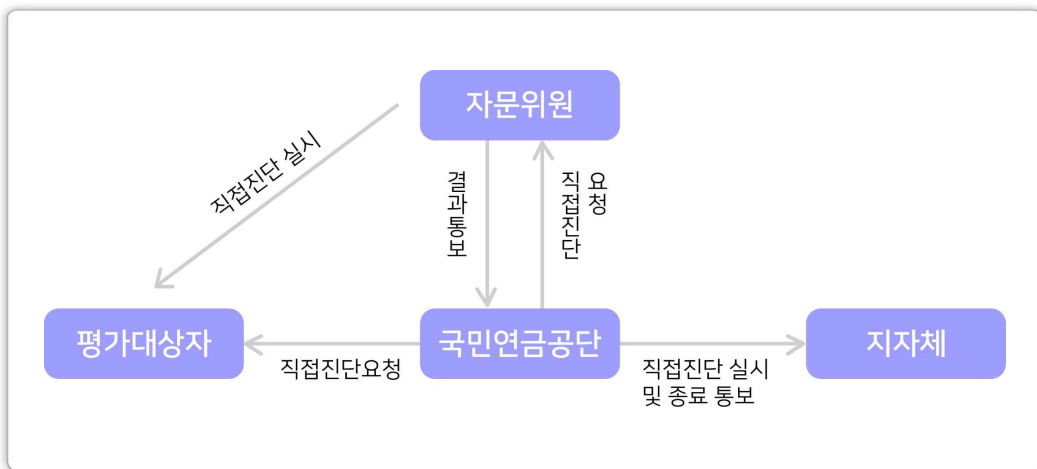 자문위원
직접진단 실시
결과통보
직접진단
요청
평가대상자
국민연금공단
지자체
직접진단요청
직접진단 실시
및 종료 통보